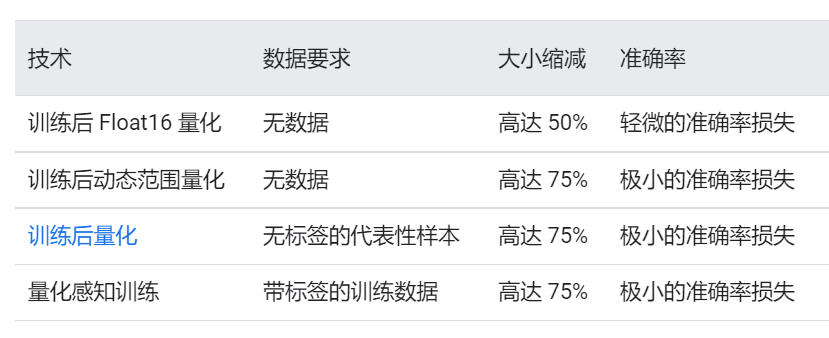 技术 数据要求 大小缩减 准确率
训练后 Float16 量化 无数据 高达 50% 轻微的准确率损失
训练后动态范围量化 无数据 高达 75% 极小的准确率损失
训练后量化 无标签的代表性样本 高达 75% 极小的准确率损失
量化感知训练 带标签的训练数据 高达 75% 极小的准确率损失